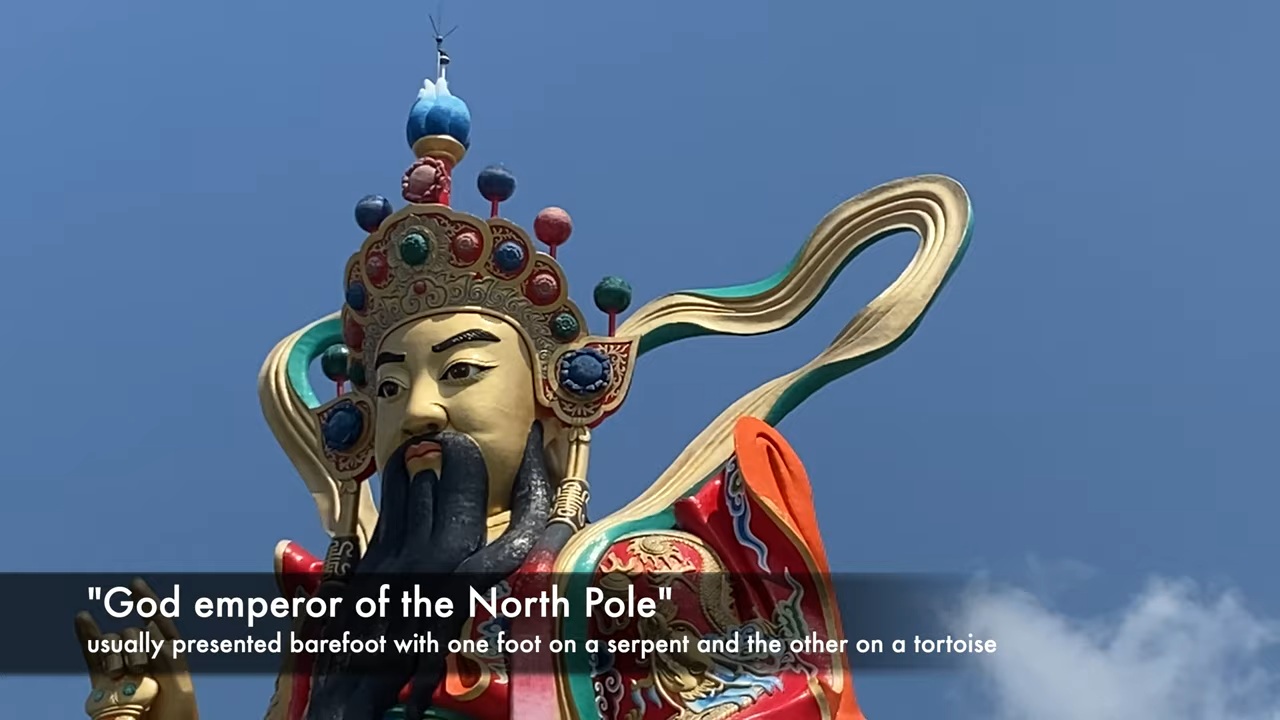 "God emperor of the North Pole"
usually presented barefoot with one foot on a serpent and the other on a tortoise